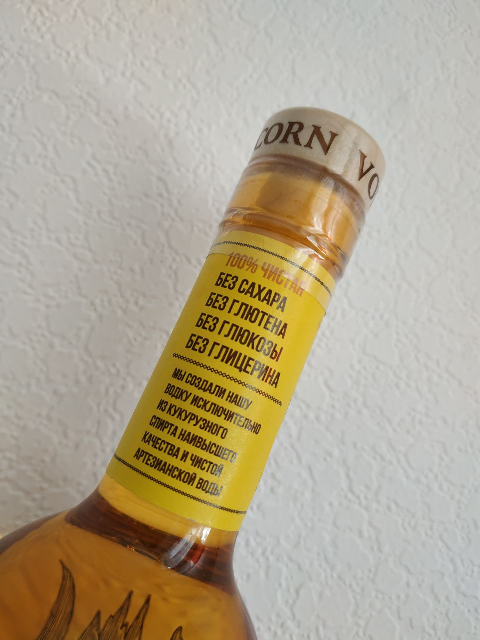 CORN VO
100% ЧИСТАЯ
БЕЗ САХАРА
БЕЗ ГЛЮТЕНА
БЕЗ ГЛЮКОЗЫ
БЕЗ ГЛИЦЕРИНА
МЫ СОЗДАЛИ НАШУ
ВОДКУ ИСКЛЮЧИТЕЛЬНО
ИЗ КУКУРУЗНОГО
СПИРТА НАИВЫСШЕГО
КАЧЕСТВА И ЧИСТОЙ
АРТЕЗИАНСКОЙ ВОДЫ